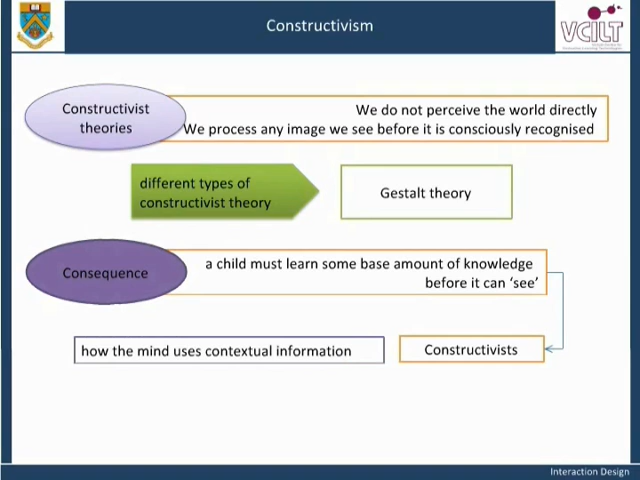 Constructivism
VCILT
Constructivist
theories
We do not perceive the world directly
We process any image we see before it is consciously recognised
different types of
constructivist theory
Gestalt theory
Consequence
a child must learn some base amount of knowledge
before it can ‘see’
how the mind uses contextual information
Constructivists
Interaction Design